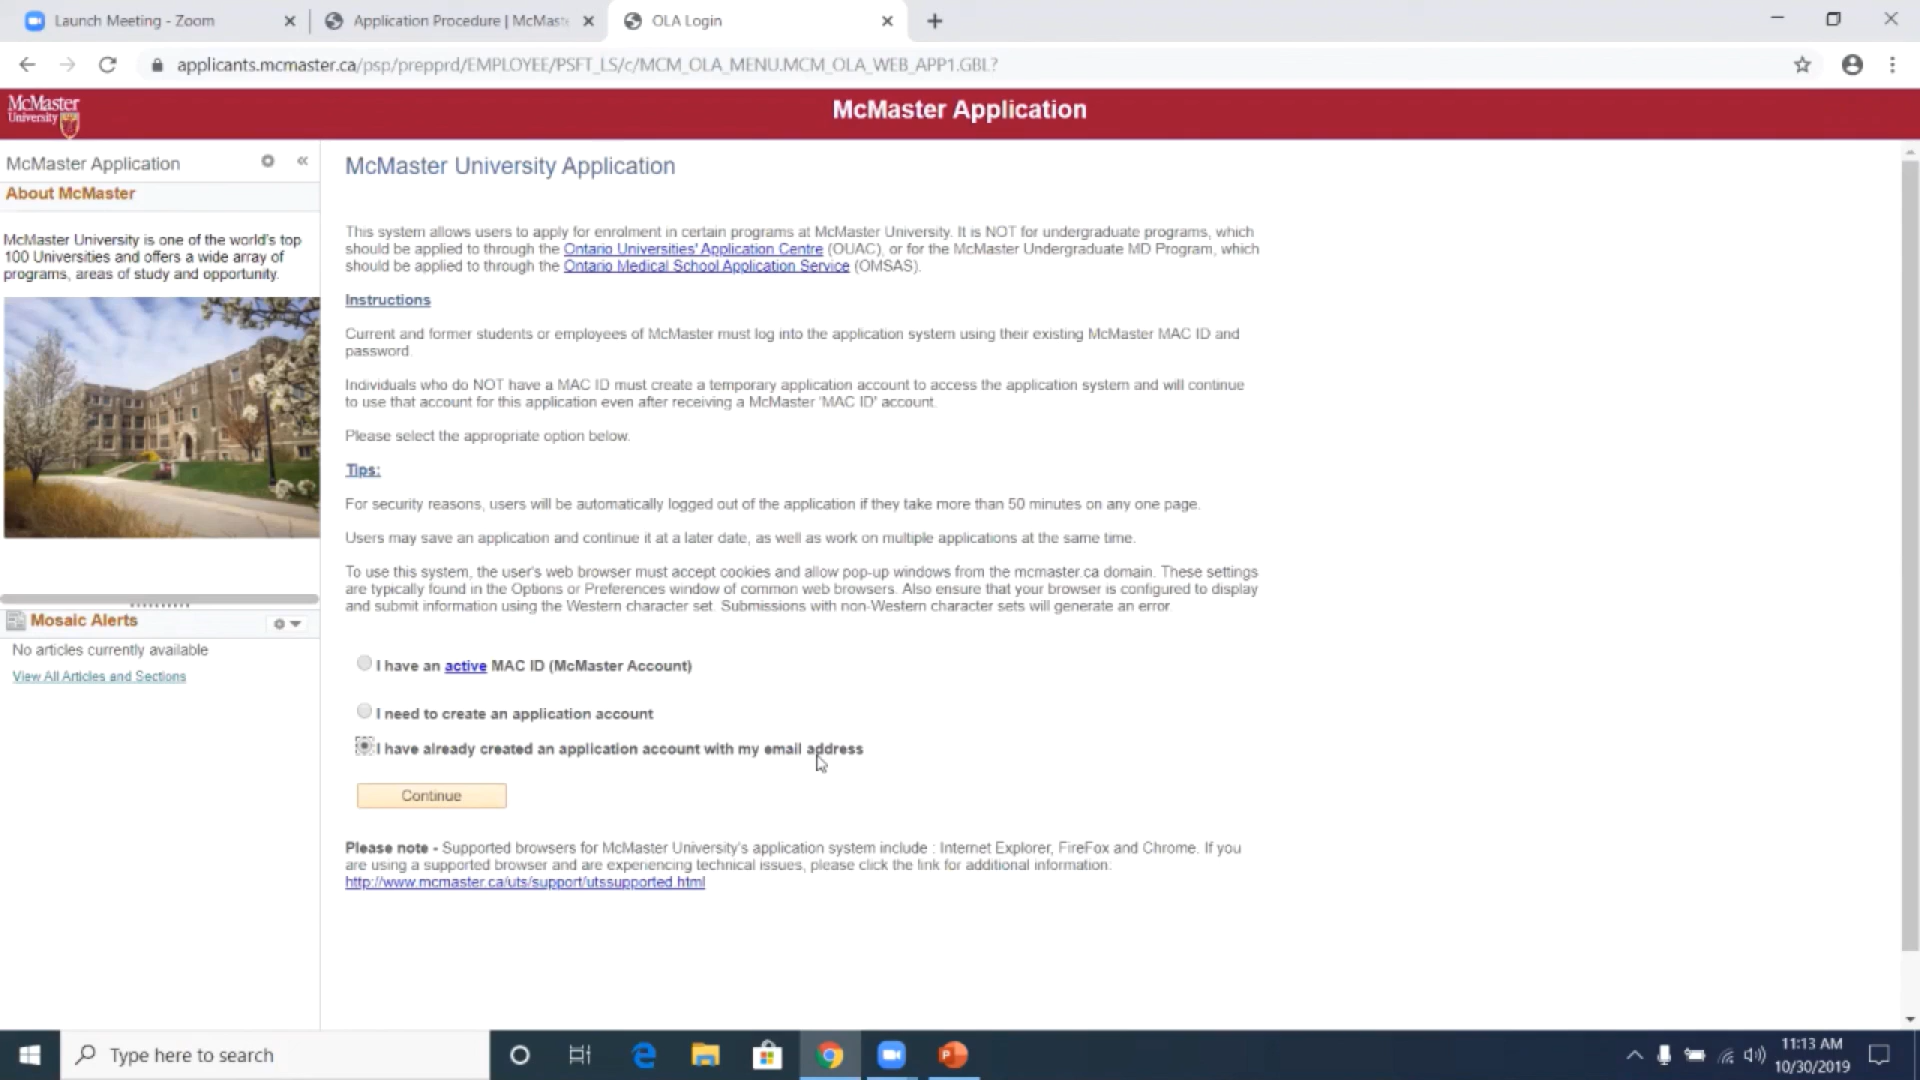 Launch Meeting - Zoom
Application Procedure | McMast
OLA Login
applicants.mcmaster.ca/psp/prepprd/EMPLOYEE/PSFT_LS/c/MCM_OLA_MENU.MCM_OLA_WEB_APP1.GBL?
McMaster
University
McMaster Application
McMaster Application
About McMaster
McMaster University is one of the world's top
100 Universities and offers a wide array of
programs, areas of study and opportunity.
Mosaic Alerts
No articles currently available
View All Articles and Sections
McMaster University Application
This system allows users to apply for enrolment in certain programs at McMaster University. It is NOT for undergraduate programs, which
should be applied to through the Ontario Universities' Application Centre (OUAC), or for the McMaster Undergraduate MD Program, which
should be applied to through the Ontario Medical School Application Service (OMSAS).
Instructions
Current and former students or employees of McMaster must log into the application system using their existing McMaster MAC ID and
password.
Individuals who do NOT have a MAC ID must create a temporary application account to access the application system and will continue
to use that account for this application even after receiving a McMaster 'MAC ID' account.
Please select the appropriate option below.
Tips:
For security reasons, users will be automatically logged out of the application if they take more than 50 minutes on any one page.
Users may save an application and continue it at a later date, as well as work on multiple applications at the same time.
To use this system, the user's web browser must accept cookies and allow pop-up windows from the mcmaster.ca domain. These settings
are typically found in the Options or Preferences window of common web browsers. Also ensure that your browser is configured to display
and submit information using the Western character set. Submissions with non-Western character sets will generate an error.
I have an active MAC ID (McMaster Account)
I need to create an application account
I have already created an application account with my email address
Continue
Please note - Supported browsers for McMaster University's application system include : Internet Explorer, FireFox and Chrome. If you
are using a supported browser and are experiencing technical issues, please click the link for additional information:
http://www.mcmaster.ca/uts/support/utssupported.html
Type here to search
11:13 AM
10/30/2019